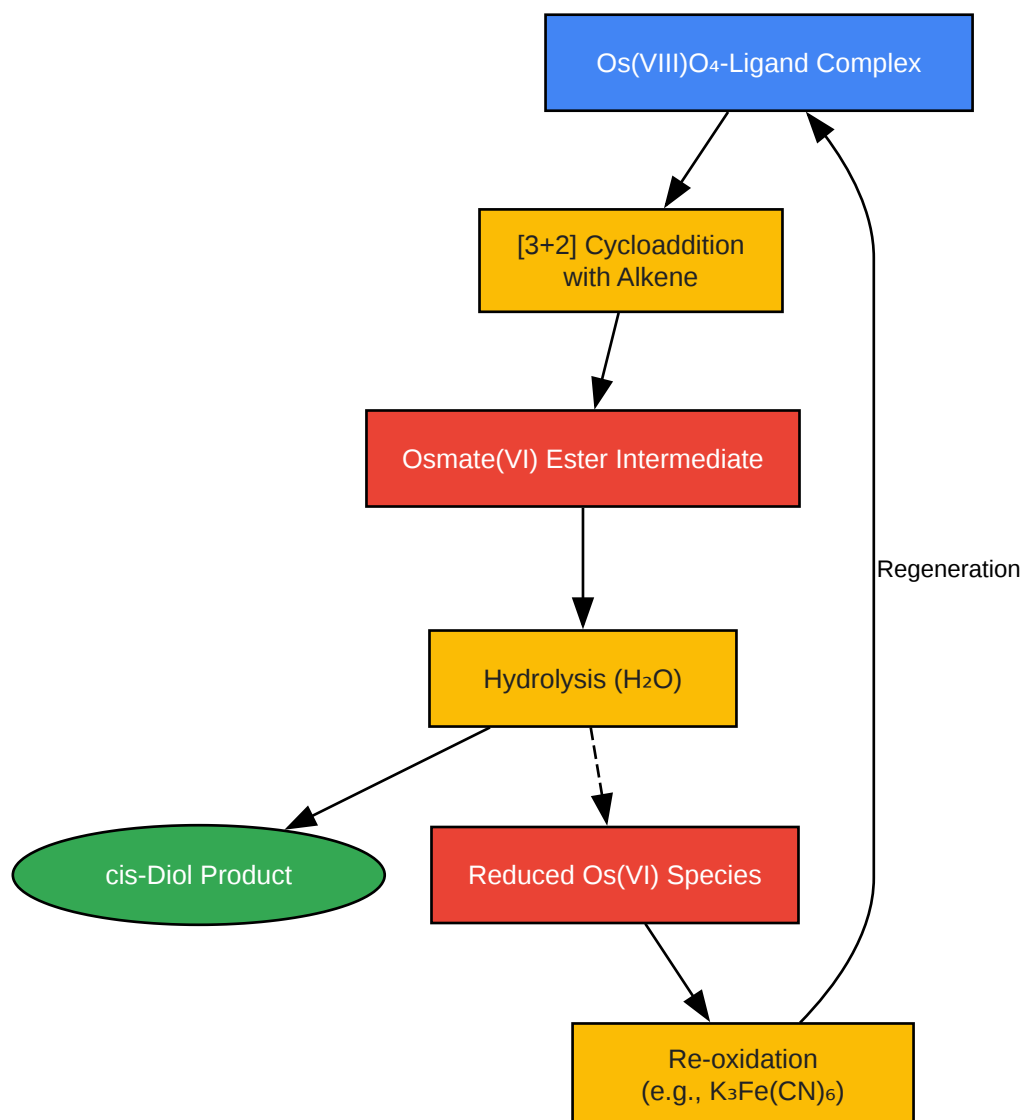 Os(VIII)O₄-Ligand Complex
[3+2] Cycloaddition
with Alkene
Osmate(VI) Ester Intermediate
Regeneration
Hydrolysis (H₂O)
cis-Diol Product
Reduced Os(VI) Species
Re-oxidation
(e.g., K₃Fe(CN)₆)